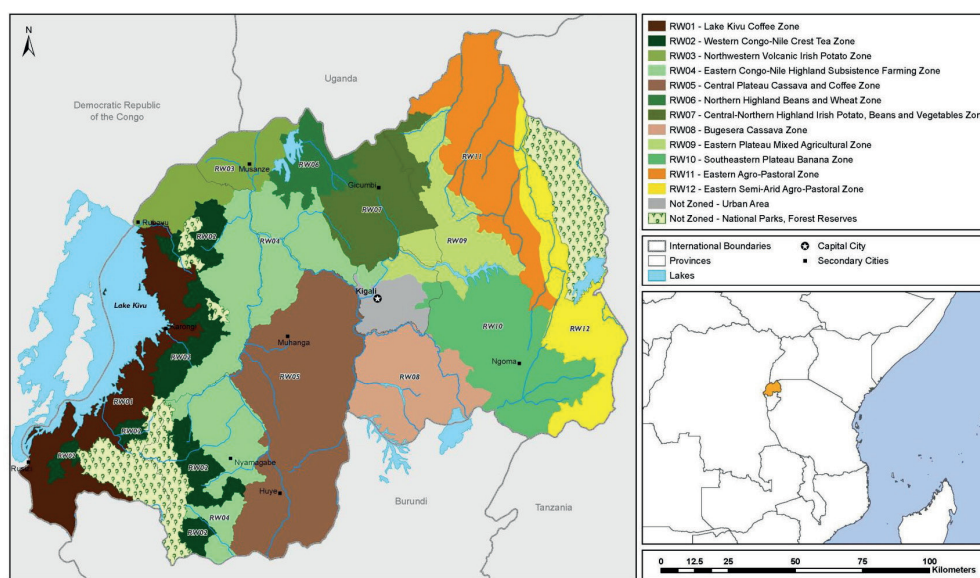 N
Uganda
Democratic Republic
of the Congo
RW11
RW06
RW03
Musanze
Gicumbi
RW07
Rubavu
RW02
RW04
RW09
Kigali
Lake Kivu
Karongi
Muhanga
RW10
RW12
RW02
Ngoma
RW05
RW08
RW01
RW02
RW02
Nyamagabe
Huye
RW04
RW02
Burundi
Tanzania
RW01 - Lake Kivu Coffee Zone
RW02 - Western Congo-Nile Crest Tea Zone
RW03 - Northwestern Volcanic Irish Potato Zone
RW04 - Eastern Congo-Nile Highland Subsistence Farming Zone
RW05 - Central Plateau Cassava and Coffee Zone
RW06 - Northern Highland Beans and Wheat Zone
RW07 - Central-Northern Highland Irish Potato, Beans and Vegetables Zon
RW08 - Bugesera Cassava Zone
RW09 - Eastern Plateau Mixed Agricultural Zone
RW10 - Southeastern Plateau Banana Zone
RW11 - Eastern Agro-Pastoral Zone
RW12 - Eastern Semi-Arid Agro-Pastoral Zone
Not Zoned - Urban Area
Not Zoned - National Parks, Forest Reserves
International Boundaries
Provinces
Lakes
Capital City
Secondary Cities
0 12.5 25 50 75 100
Kilometers